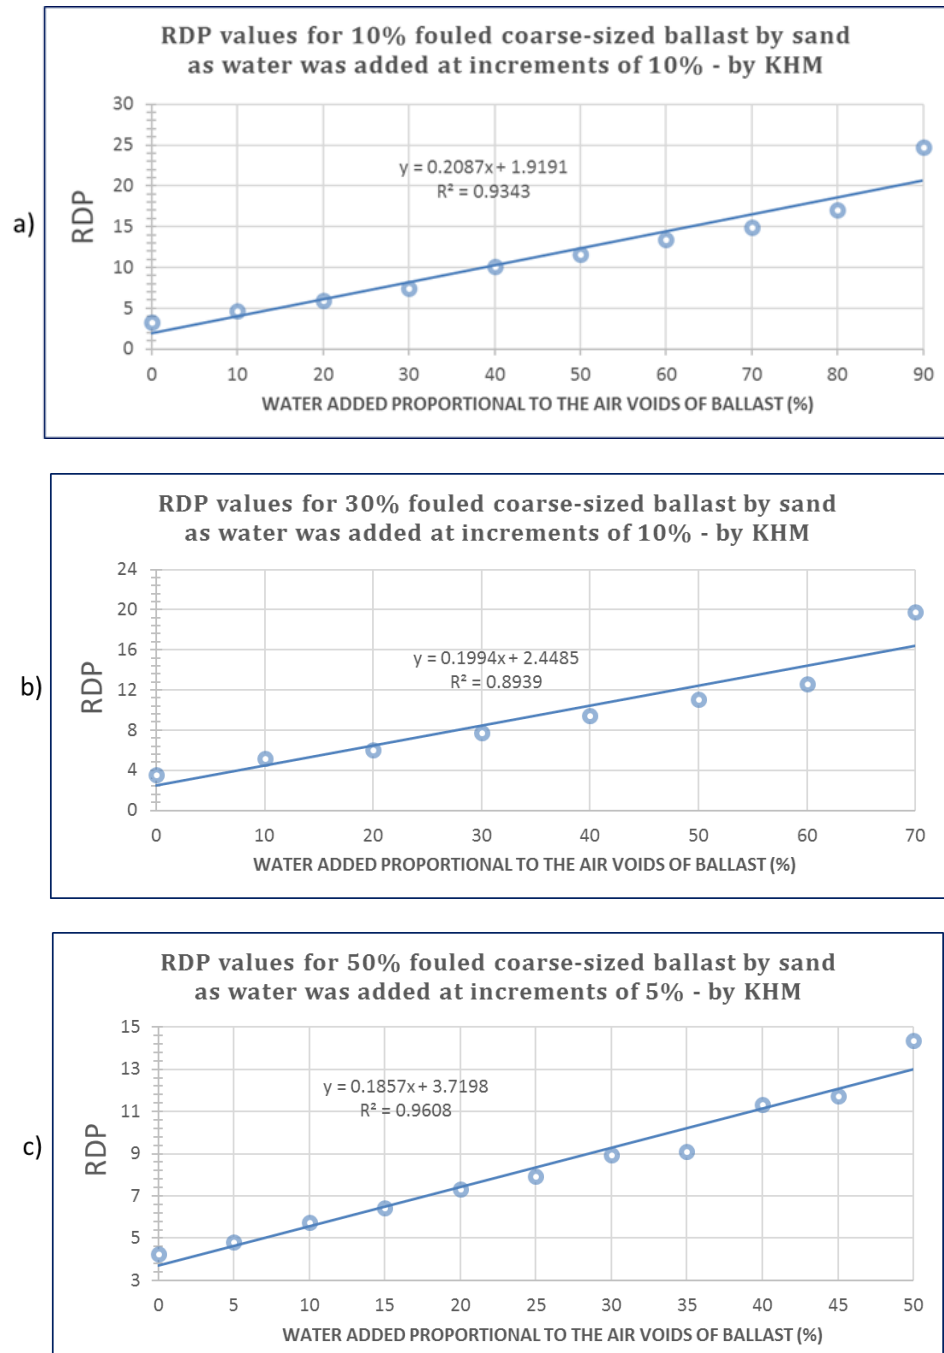 RDP values for 10% fouled coarse-sized ballast by sand
as water was added at increments of 10% - by KHM
a)
RDP
30
25
20
15
10
5
0
y = 0.2087x + 1.9191
R² = 0.9343
0 10 20 30 40 50 60 70 80 90
WATER ADDED PROPORTIONAL TO THE AIR VOIDS OF BALLAST (%)
RDP values for 30% fouled coarse-sized ballast by sand
as water was added at increments of 10% - by KHM
b)
RDP
24
20
16
12
8
4
0
y = 0.1994x + 2.4485
R² = 0.8939
0 10 20 30 40 50 60 70
WATER ADDED PROPORTIONAL TO THE AIR VOIDS OF BALLAST (%)
RDP values for 50% fouled coarse-sized ballast by sand
as water was added at increments of 5% - by KHM
c)
RDP
15
13
11
9
7
5
3
y = 0.1857x + 3.7198
R² = 0.9608
0 5 10 15 20 25 30 35 40 45 50
WATER ADDED PROPORTIONAL TO THE AIR VOIDS OF BALLAST (%)